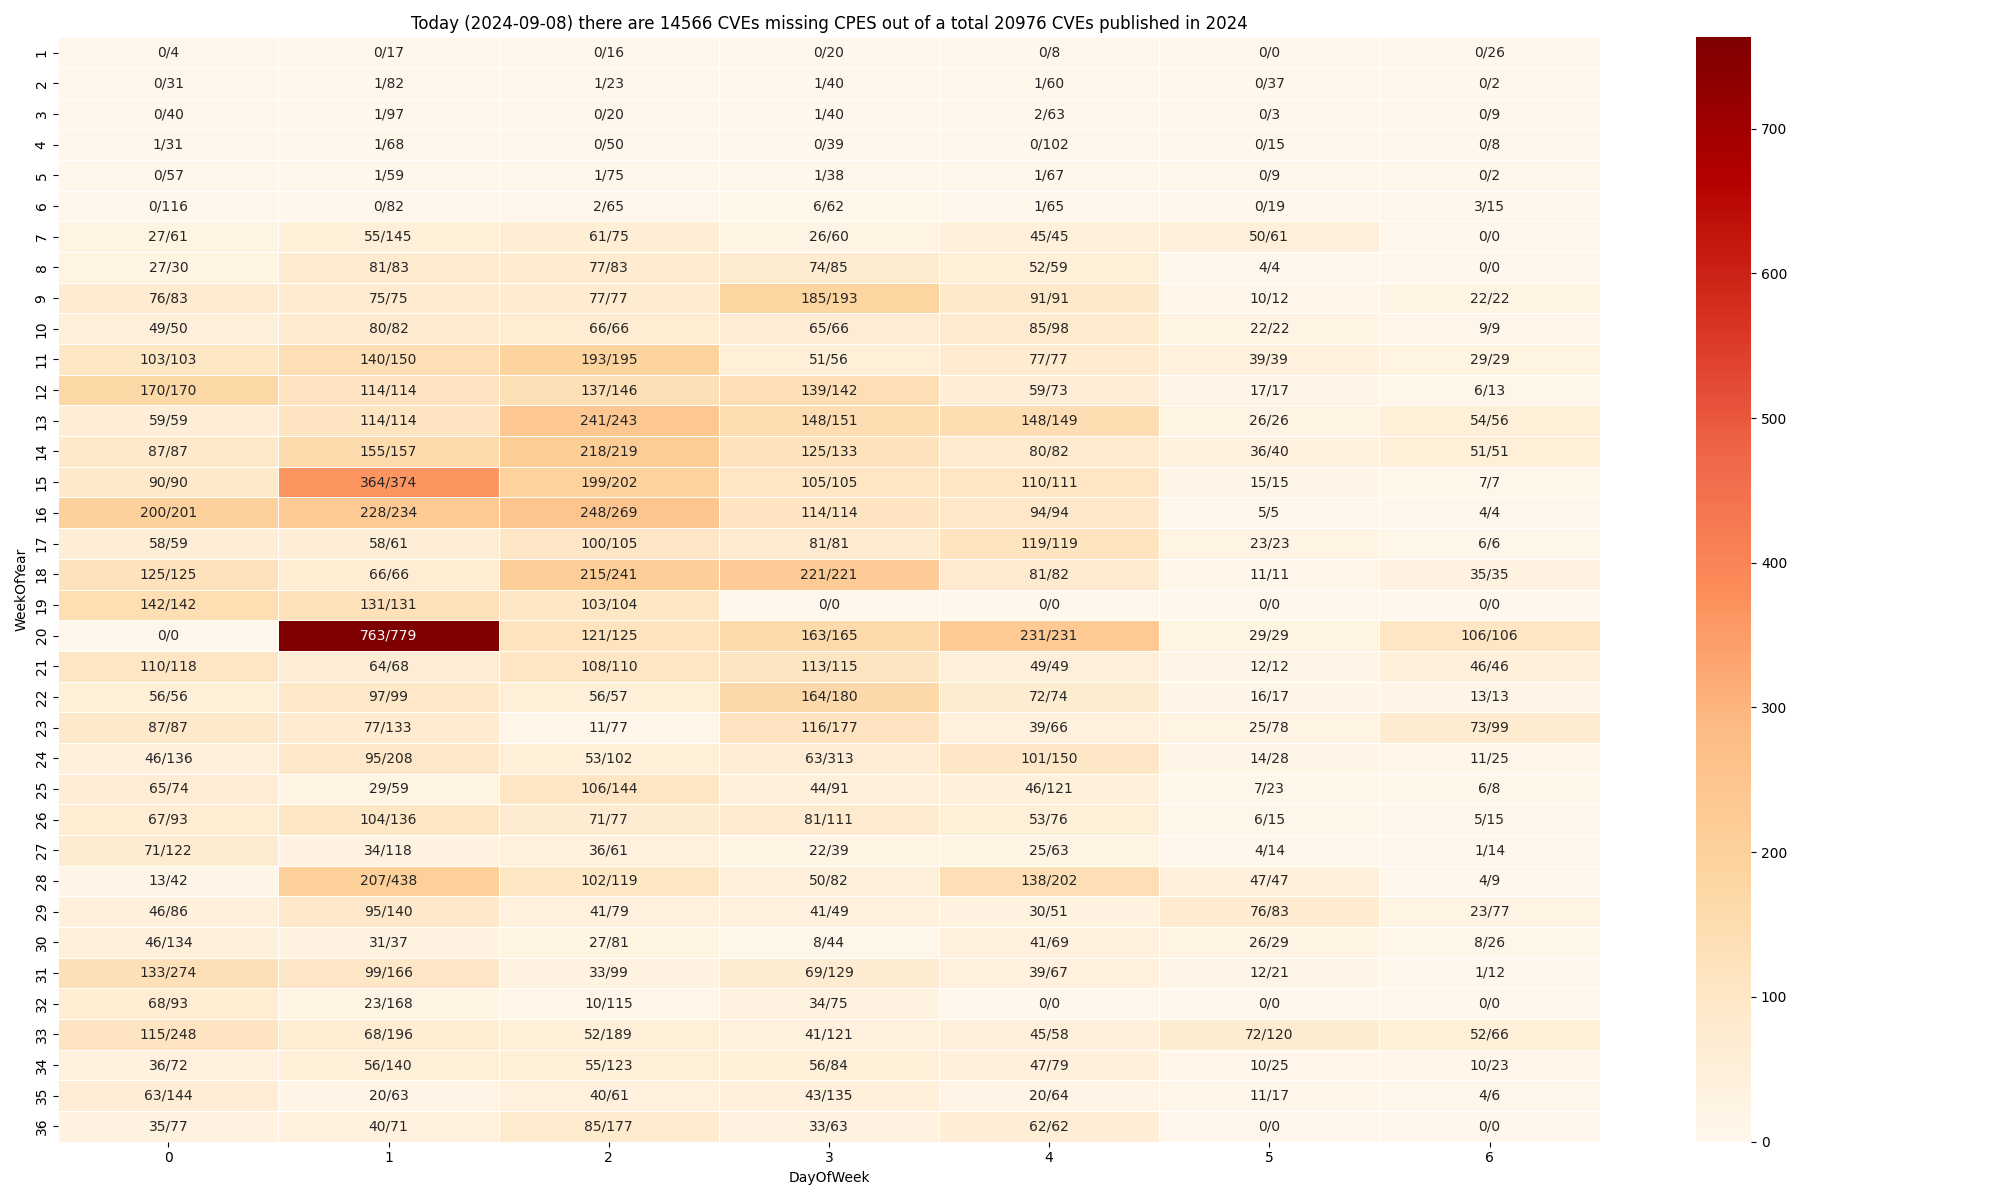 Today (2024-09-08) there are 14566 CVEs missing CPES out of a total 20976 CVEs published in 2024
1 0/4 0/17 0/16 0/20 0/8 0/0 0/26
2 0/31 1/82 1/23 1/40 1/60 0/37 0/2
3 0/40 1/97 0/20 1/40 2/63 0/3 0/9
4 1/31 1/68 0/50 0/39 0/102 0/15 0/8
5 0/57 1/59 1/75 1/38 1/67 0/9 0/2
6 0/116 0/82 2/65 6/62 1/65 0/19 3/15
7 27/61 55/145 61/75 26/60 45/45 50/61 0/0
8 27/30 81/83 77/83 74/85 52/59 4/4 0/0
9 76/83 75/75 77/77 185/193 91/91 10/12 22/22
10 49/50 80/82 66/66 65/66 85/98 22/22 9/9
11 103/103 140/150 193/195 51/56 77/77 39/39 29/29
12 170/170 114/114 137/146 139/142 59/73 17/17 6/13
13 59/59 114/114 241/243 148/151 148/149 26/26 54/56
14 87/87 155/157 218/219 125/133 80/82 36/40 51/51
15 90/90 364/374 199/202 105/105 110/111 15/15 7/7
16 200/201 228/234 248/269 114/114 94/94 5/5 4/4
17 58/59 58/61 100/105 81/81 119/119 23/23 6/6
18 125/125 66/66 215/241 221/221 81/82 11/11 35/35
19 142/142 131/131 103/104 0/0 0/0 0/0 0/0
20 0/0 763/779 121/125 163/165 231/231 29/29 106/106
21 110/118 64/68 108/110 113/115 49/49 12/12 46/46
22 56/56 97/99 56/57 164/180 72/74 16/17 13/13
23 87/87 77/133 11/77 116/177 39/66 25/78 73/99
24 46/136 95/208 53/102 63/313 101/150 14/28 11/25
25 65/74 29/59 106/144 44/91 46/121 7/23 6/8
26 67/93 104/136 71/77 81/111 53/76 6/15 5/15
27 71/122 34/118 36/61 22/39 25/63 4/14 1/14
28 13/42 207/438 102/119 50/82 138/202 47/47 4/9
29 46/86 95/140 41/79 41/49 30/51 76/83 23/77
30 46/134 31/37 27/81 8/44 41/69 26/29 8/26
31 133/274 99/166 33/99 69/129 39/67 12/21 1/12
32 68/93 23/168 10/115 34/75 0/0 0/0 0/0
33 115/248 68/196 52/189 41/121 45/58 72/120 52/66
34 36/72 56/140 55/123 56/84 47/79 10/25 10/23
35 63/144 20/63 40/61 43/135 20/64 11/17 4/6
36 35/77 40/71 85/177 33/63 62/62 0/0 0/0
0 1 2 3 4 5 6
DayOfWeek
WeekOfYear
700
600
500
400
300
200
100
0